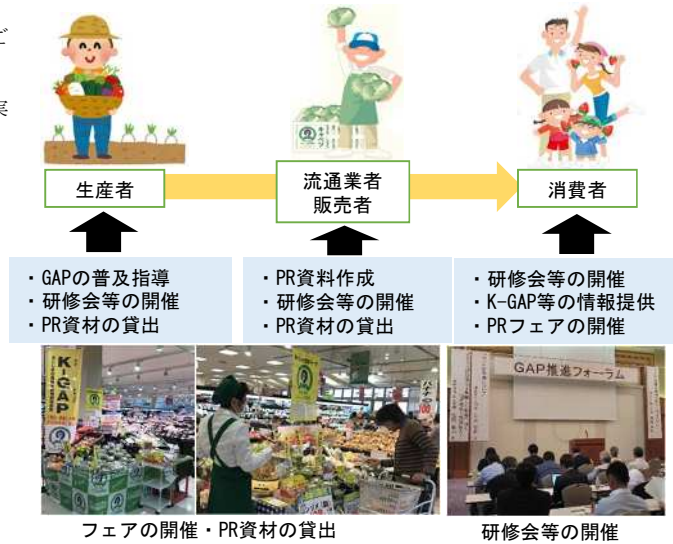 ど
実
生産者
流通業者
販売者
消費者
・GAPの普及指導
・研修会等の開催
・PR資材の貸出
・PR資料作成
・研修会等の開催
・PR資材の貸出
・研修会等の開催
・K-GAP等の情報提供
・PRフェアの開催
K-GAP
GAP推進フォーラム
フェアの開催・PR資材の貸出
研修会等の開催